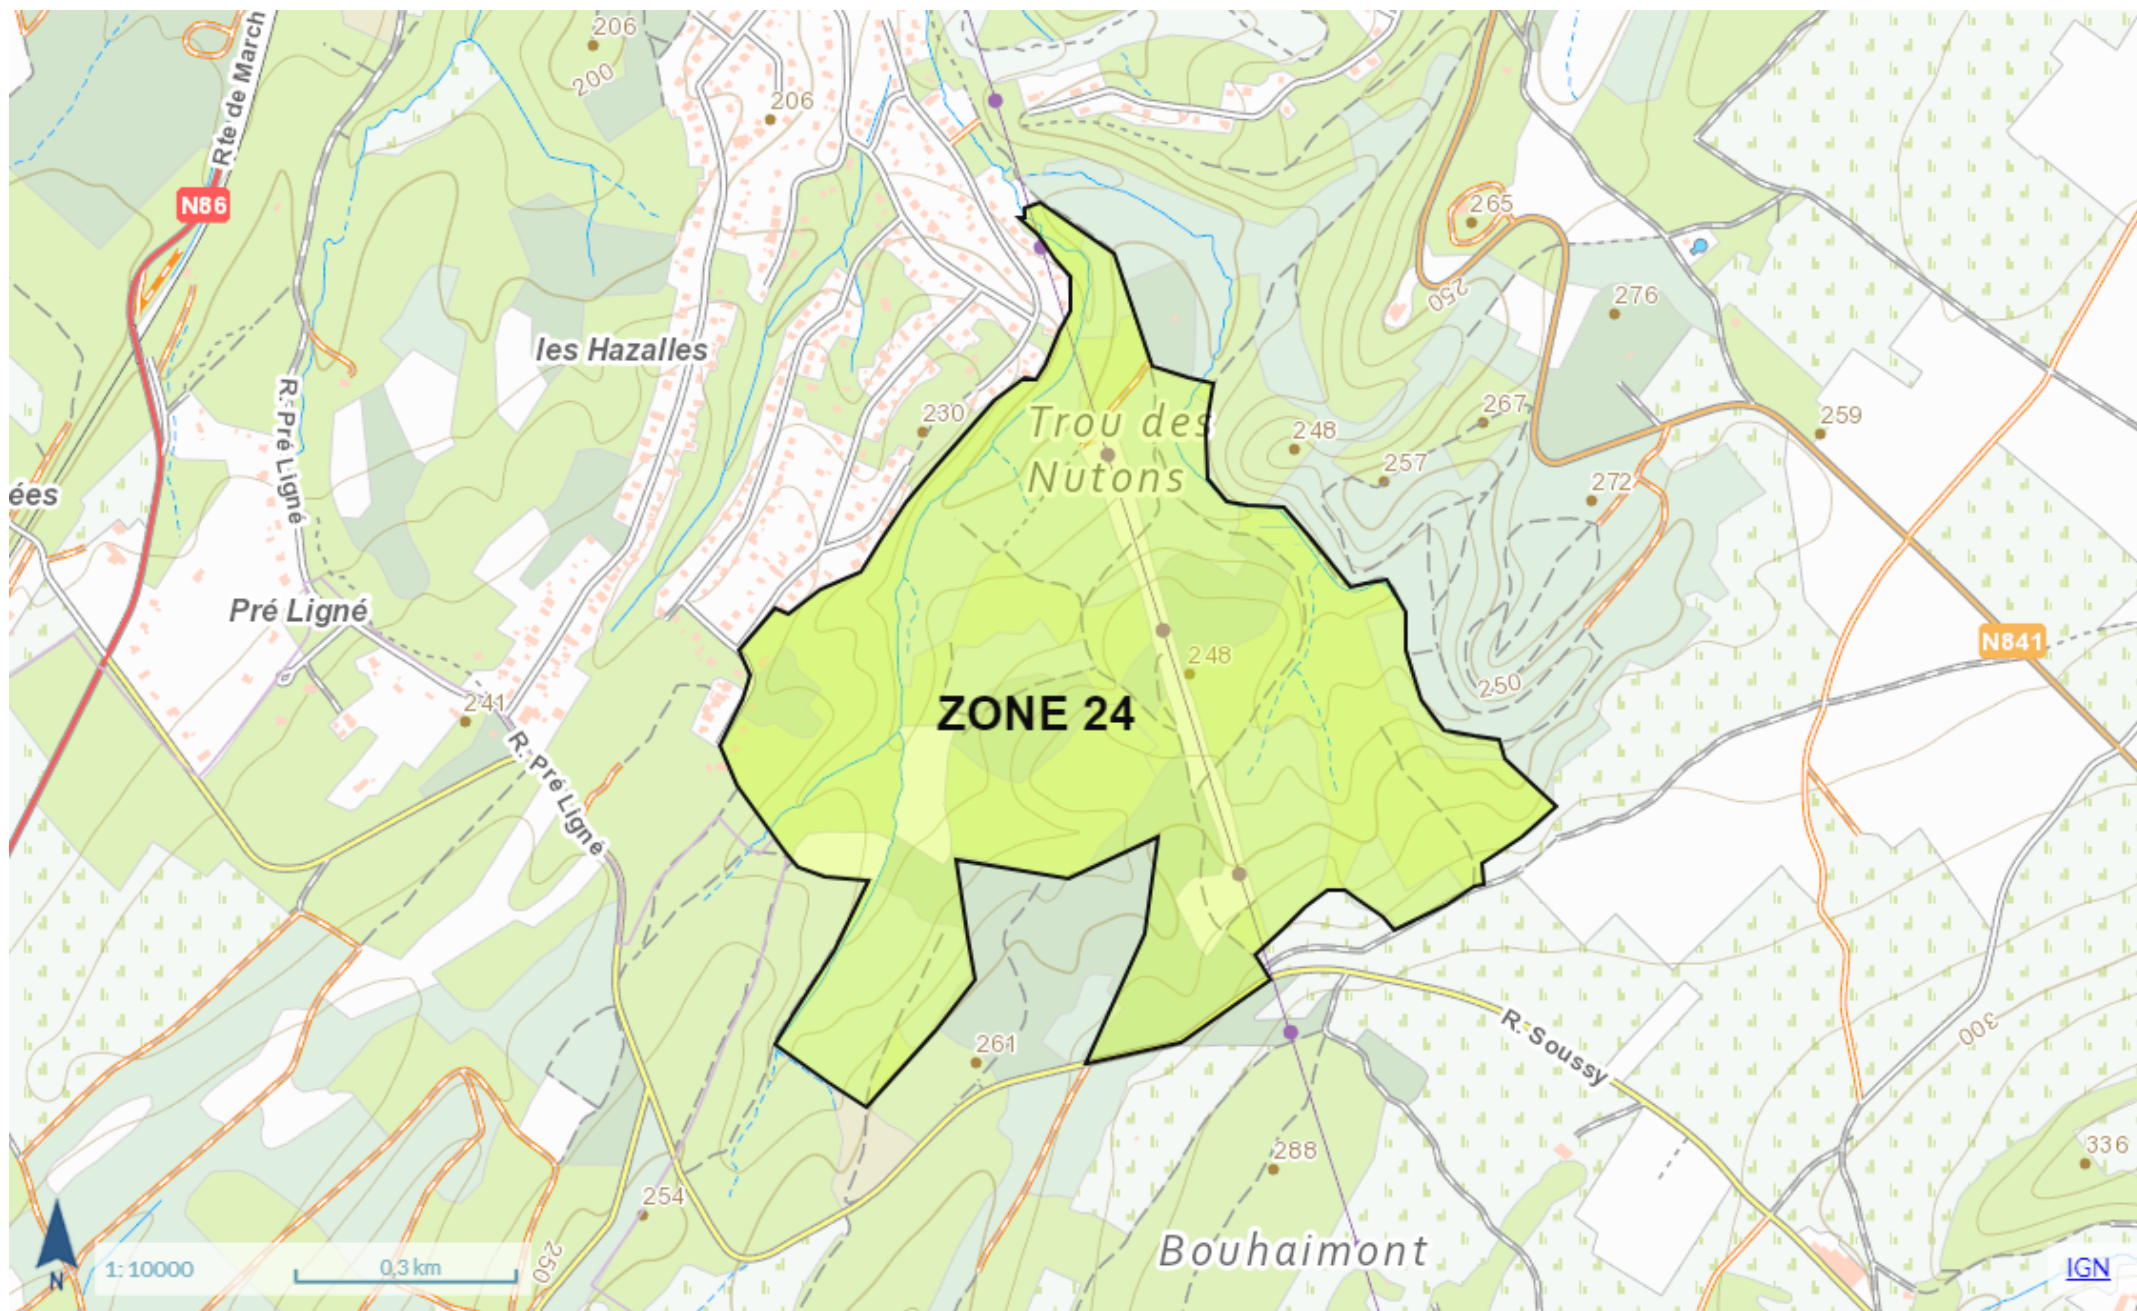 206
200
206
Rte de March
N86
265
250
276
les Hazalles
R. Pré Ligné
230
Trou des
Nutons
248
267
257
259
272
ées
Pré Ligné
248
250
N841
241
ZONE 24
R. Pré Ligné
261
R. Soussy
300
288
336
254
250
Bouhaimont
N
1: 10000
0,3 km
IGN